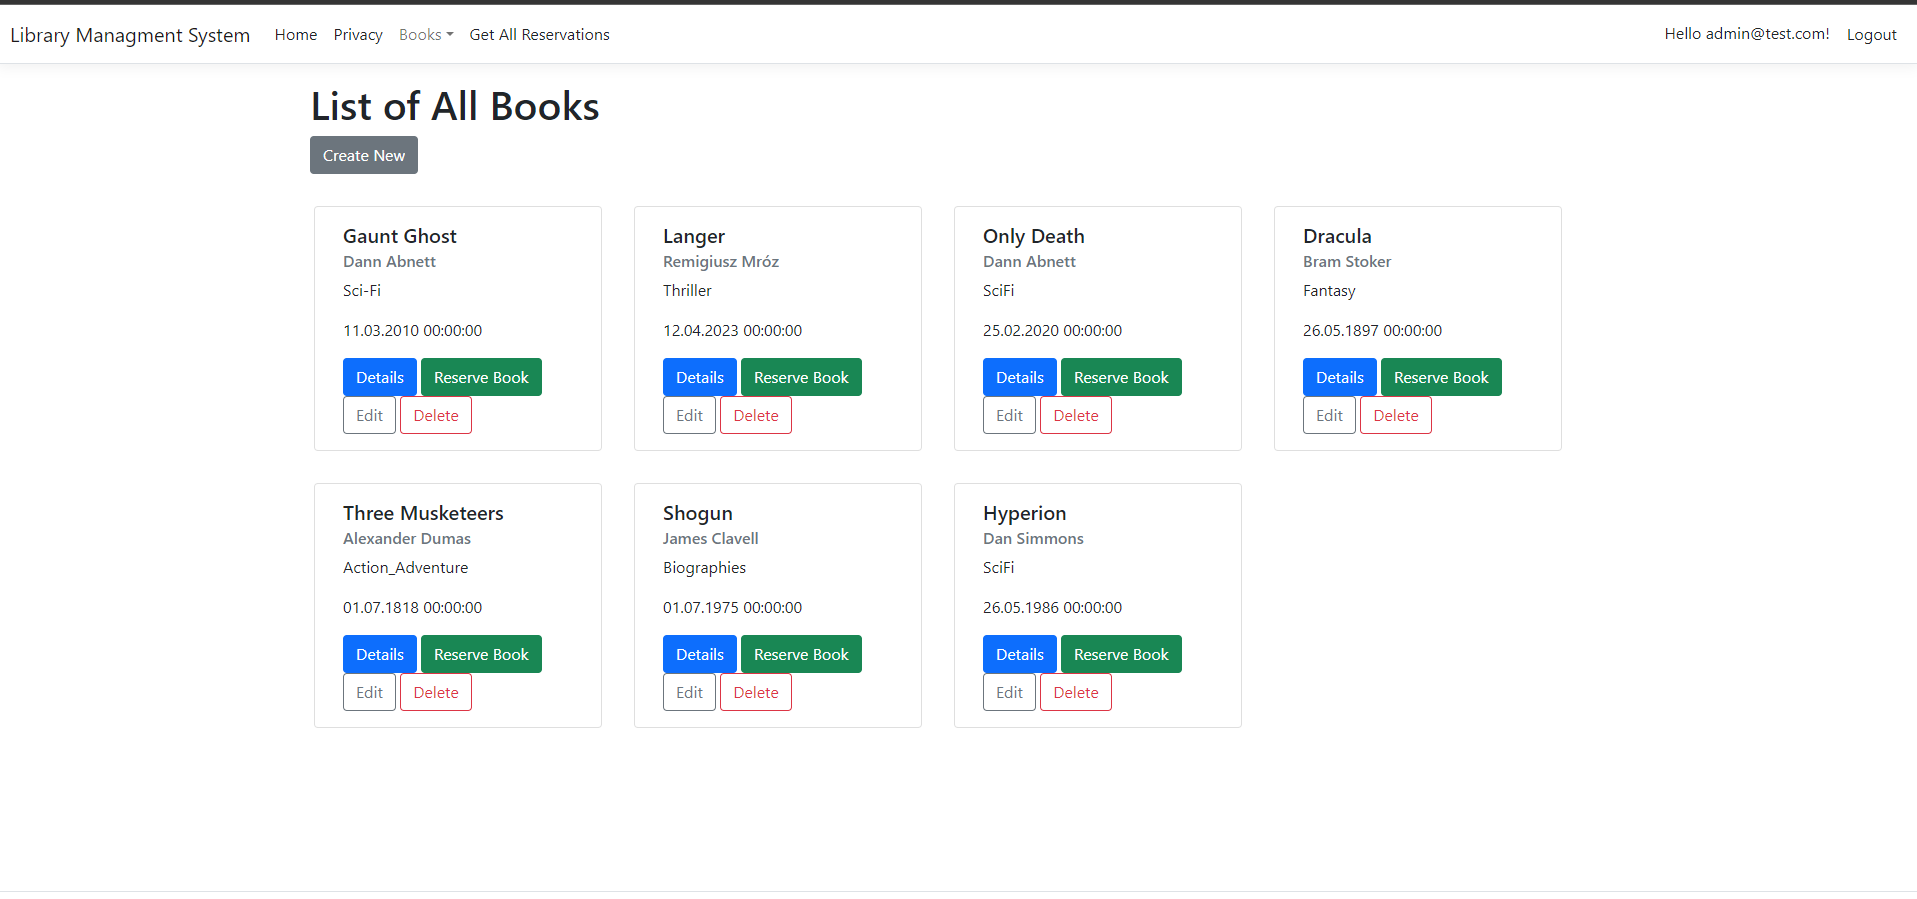 Library Managment System Home Privacy Books Get All Reservations Hello admin@test.com! Logout
List of All Books
Create New
Gaunt Ghost
Dann Abnett
Sci-Fi
11.03.2010 00:00:00
Details Reserve Book
Edit Delete
Langer
Remigiusz Mróz
Thriller
12.04.2023 00:00:00
Details Reserve Book
Edit Delete
Only Death
Dann Abnett
SciFi
25.02.2020 00:00:00
Details Reserve Book
Edit Delete
Dracula
Bram Stoker
Fantasy
26.05.1897 00:00:00
Details Reserve Book
Edit Delete
Three Musketeers
Alexander Dumas
Action_Adventure
01.07.1818 00:00:00
Details Reserve Book
Edit Delete
Shogun
James Clavell
Biographies
01.07.1975 00:00:00
Details Reserve Book
Edit Delete
Hyperion
Dan Simmons
SciFi
26.05.1986 00:00:00
Details Reserve Book
Edit Delete